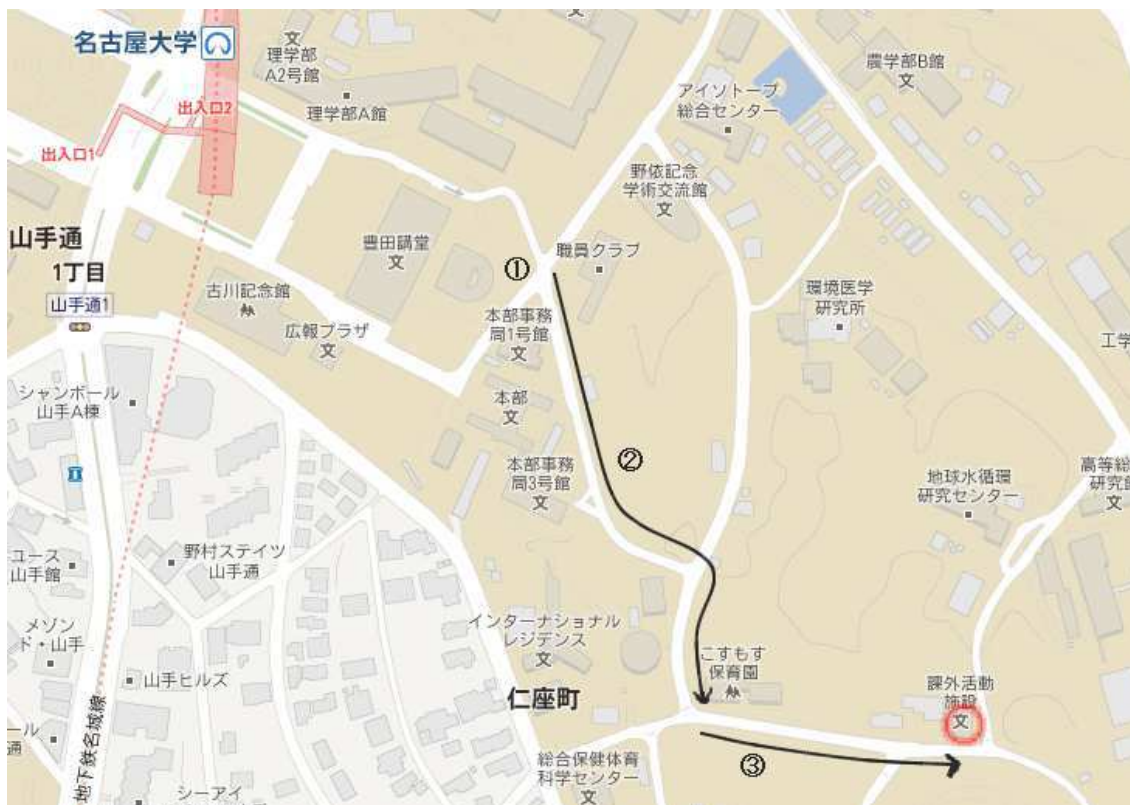 名古屋大学
理学部
A2号館
理学部A館
出入口2
出入口1
農学部B館
アイソトープ
総合センター
野依記念
学術交流館
山手通
1丁目
山手通1
豊田講堂
①
職員クラブ
古川記念館
広報プラザ
本部事務
局1号館
環境医学
研究所
工学
シャンボール
山手A棟
本部
②
本部事務
局3号館
地球水循環
研究センター
高等総
研究館
ユース
山手館
野村ステイツ
山手通
メゾン
ド・山手
インターナショナル
レジデンス
こすもす
保育園
山手ヒルズ
仁座町
課外活動
施設
ール
通
地下鉄名城線
③
総合保健体育
科学センター
シーアイ